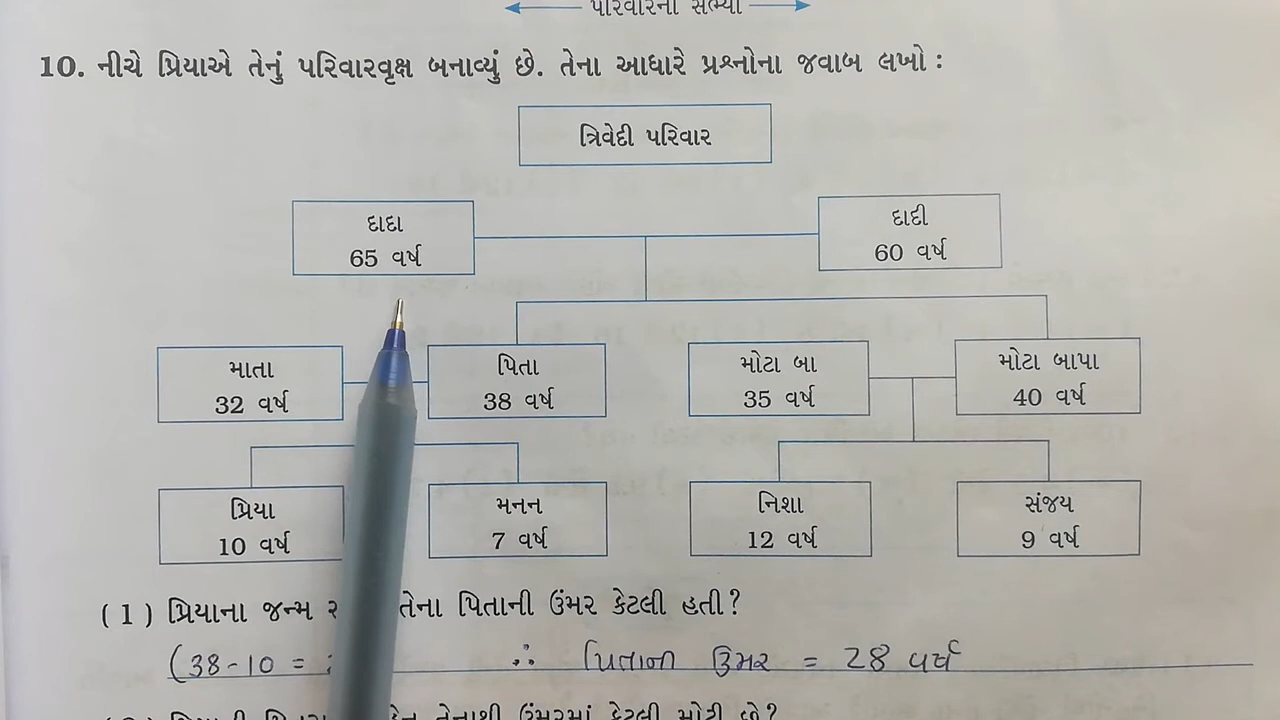 પરિવારના સભ્યો
10. નીચે પ્રિયાએ તેનું પરિવારવૃક્ષ બનાવ્યું છે. તેના આધારે પ્રશ્નોના જવાબ લખો :
ત્રિવેદી પરિવાર
દાદા
65 વર્ષ
દાદી
60 વર્ષ
માતા
32 વર્ષ
પિતા
38 વર્ષ
મોટા બા
35 વર્ષ
મોટા બાપા
40 વર્ષ
પ્રિયા
10 વર્ષ
મનન
7 વર્ષ
નિશા
12 વર્ષ
સંજય
9 વર્ષ
( 1 ) પ્રિયાના જન્મ તેના પિતાની ઉંમર કેટલી હતી?
(38-10 = ∴ પિતાની ઉંમર = 28 વર્ષ
તેનાથી ઉંમરમાં કેટલી મોટી છે?